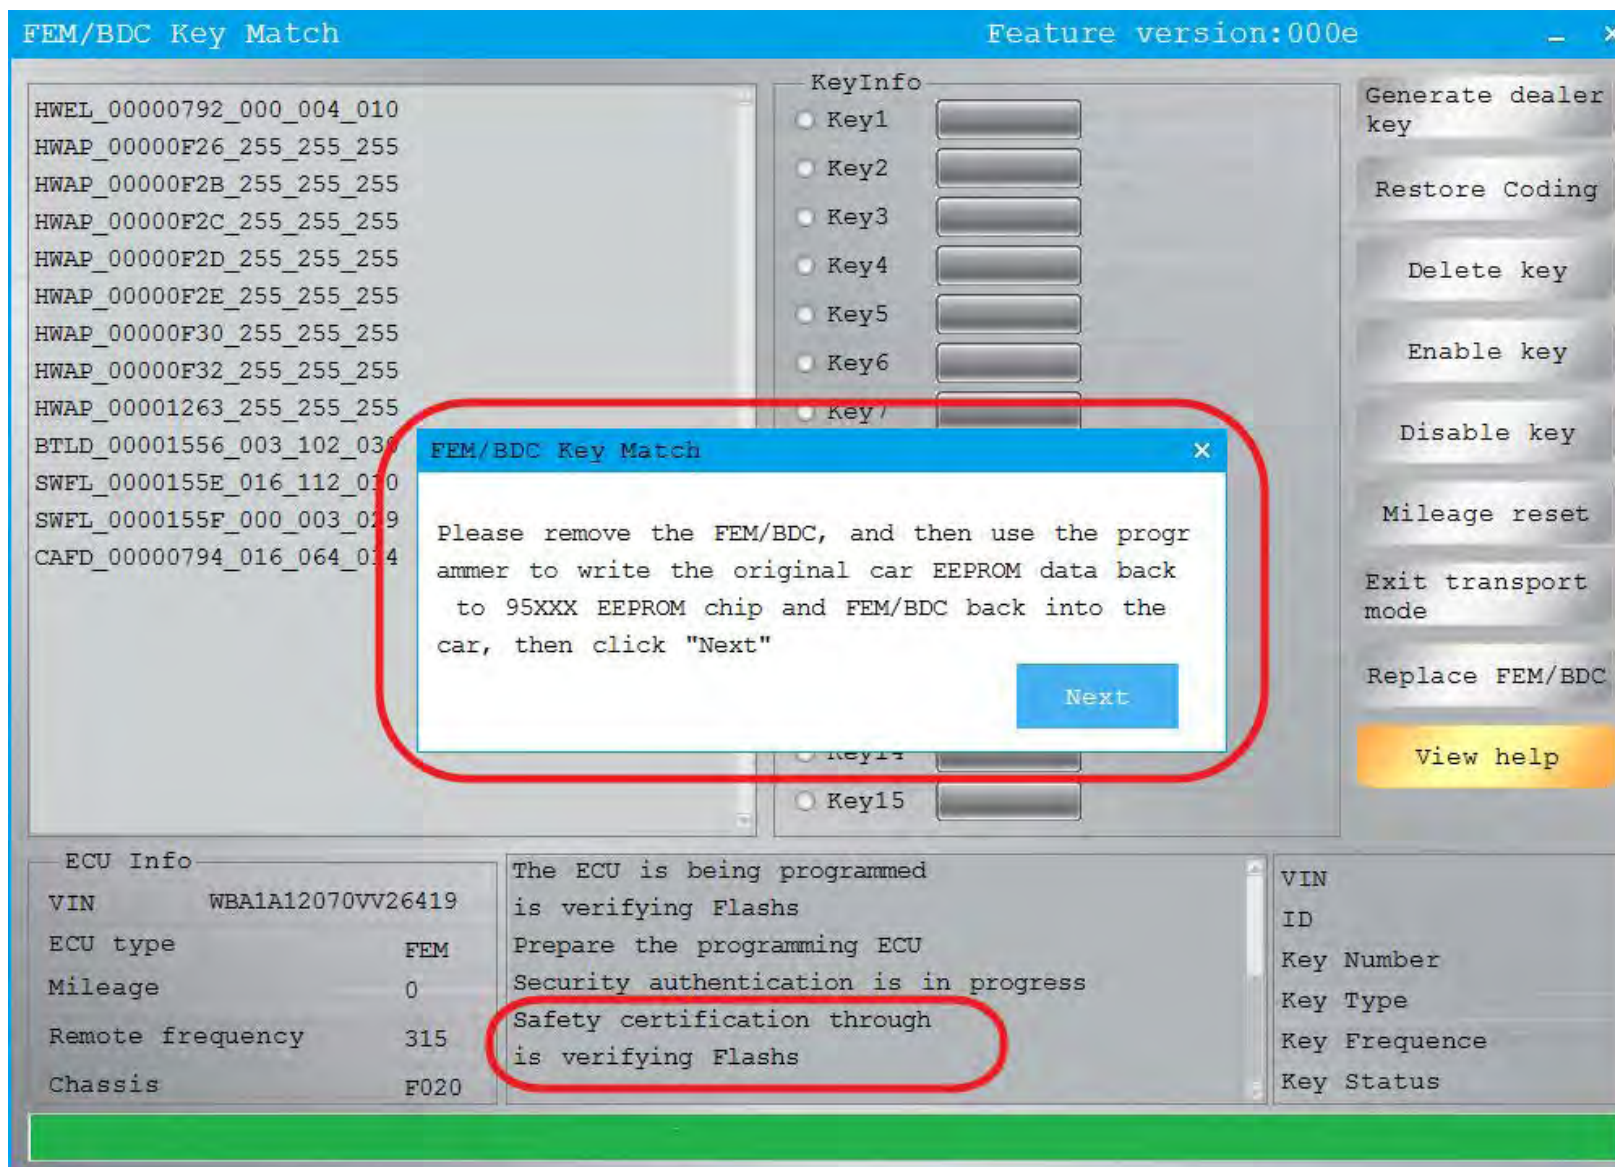 FEM/BDC Key Match
Feature version:000e
HWEL_00000792_000_004_010
HWAP_00000F26_255_255_255
HWAP_00000F2B_255_255_255
HWAP_00000F2C_255_255_255
HWAP_00000F2D_255_255_255
HWAP_00000F2E_255_255_255
HWAP_00000F30_255_255_255
HWAP_00000F32_255_255_255
HWAP_00001263_255_255_255
BTLD_00001556_003_102_030
SWFL_0000155E_016_112_010
SWFL_0000155F_000_003_029
CAFD_00000794_016_064_014
KeyInfo
Key1
Key2
Key3
Key4
Key5
Key6
Key7
Key14
Key15
FEM/BDC Key Match
Please remove the FEM/BDC, and then use the progr
ammer to write the original car EEPROM data back
to 95XXX EEPROM chip and FEM/BDC back into the
car, then click "Next"
Next
Generate dealer
key
Restore Coding
Delete key
Enable key
Disable key
Mileage reset
Exit transport
mode
Replace FEM/BDC
View help
ECU Info
VIN WBA1A12070VV26419
ECU type FEM
Mileage 0
Remote frequency 315
Chassis F020
The ECU is being programmed
is verifying Flashs
Prepare the programming ECU
Security authentication is in progress
Safety certification through
is verifying Flashs
VIN
ID
Key Number
Key Type
Key Frequence
Key Status